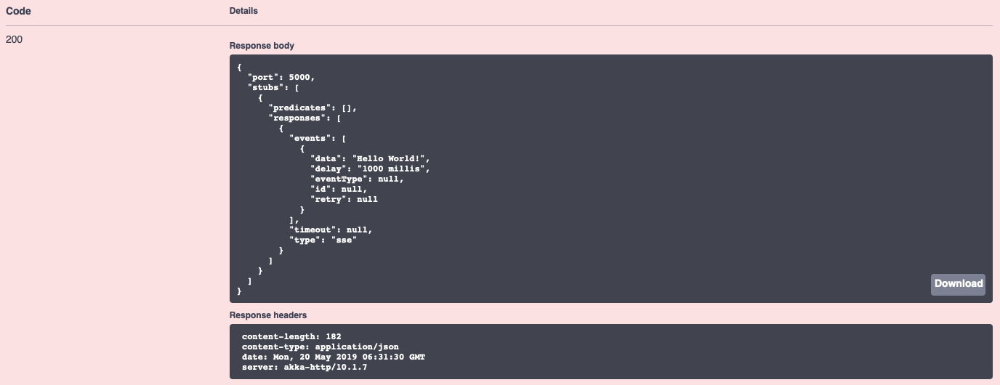 Code Details
200
Response body
{
  "port": 5000,
  "stubs": [
    {
      "predicates": [],
      "responses": [
        {
          "events": [
            {
              "data": "Hello World!",
              "delay": "1000 millis",
              "eventType": null,
              "id": null,
              "retry": null
            }
          ],
          "timeout": null,
          "type": "sse"
        }
      ]
    }
  ]
}
Download
Response headers
content-length: 182
content-type: application/json
date: Mon, 20 May 2019 06:31:30 GMT
server: akka-http/10.1.7